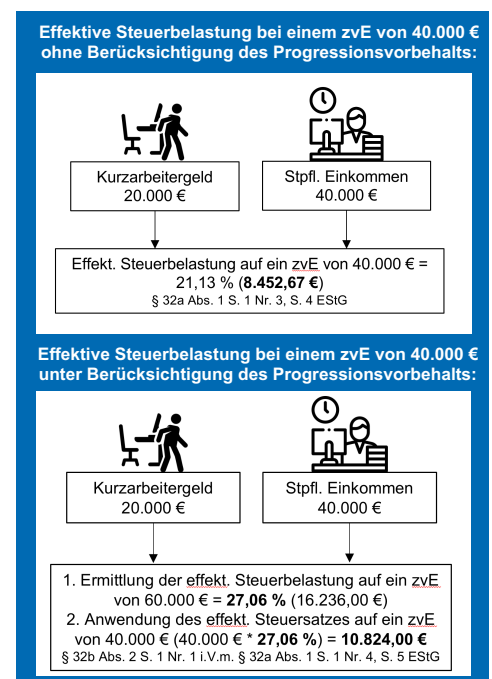 Effektive Steuerbelastung bei einem zvE von 40.000 €
ohne Berücksichtigung des Progressionsvorbehalts:
Kurzarbeitergeld
20.000 €
Stpfl. Einkommen
40.000 €
Effekt. Steuerbelastung auf ein zvE von 40.000 € =
21,13 % (8.452,67 €)
§ 32a Abs. 1 S. 1 Nr. 3, S. 4 EStG
Effektive Steuerbelastung bei einem zvE von 40.000 €
unter Berücksichtigung des Progressionsvorbehalts:
Kurzarbeitergeld
20.000 €
Stpfl. Einkommen
40.000 €
1. Ermittlung der effekt. Steuerbelastung auf ein zvE
von 60.000 € = 27,06 % (16.236,00 €)
2. Anwendung des effekt. Steuersatzes auf ein zvE
von 40.000 € (40.000 € * 27,06 %) = 10.824,00 €
§ 32b Abs. 2 S. 1 Nr. 1 i.V.m. § 32a Abs. 1 S. 1 Nr. 4, S. 5 EStG